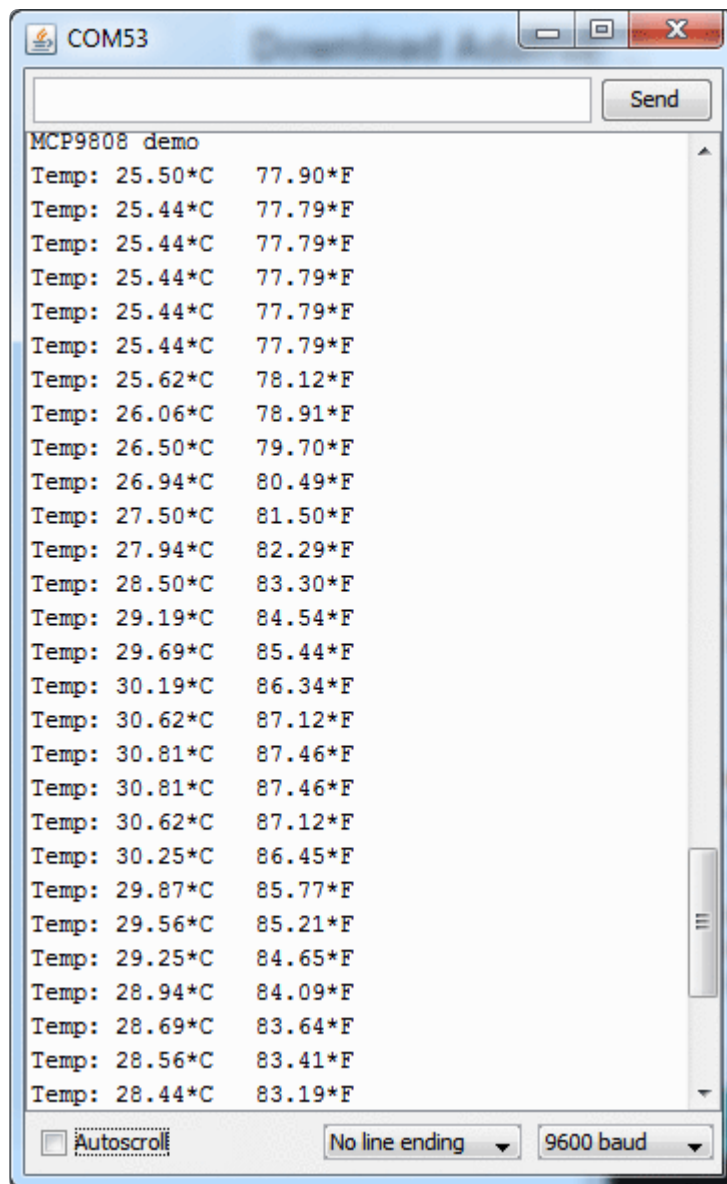 COM53
Send
MCP9808 demo
Temp: 25.50*C   77.90*F
Temp: 25.44*C   77.79*F
Temp: 25.44*C   77.79*F
Temp: 25.44*C   77.79*F
Temp: 25.44*C   77.79*F
Temp: 25.44*C   77.79*F
Temp: 25.62*C   78.12*F
Temp: 26.06*C   78.91*F
Temp: 26.50*C   79.70*F
Temp: 26.94*C   80.49*F
Temp: 27.50*C   81.50*F
Temp: 27.94*C   82.29*F
Temp: 28.50*C   83.30*F
Temp: 29.19*C   84.54*F
Temp: 29.69*C   85.44*F
Temp: 30.19*C   86.34*F
Temp: 30.62*C   87.12*F
Temp: 30.81*C   87.46*F
Temp: 30.81*C   87.46*F
Temp: 30.62*C   87.12*F
Temp: 30.25*C   86.45*F
Temp: 29.87*C   85.77*F
Temp: 29.56*C   85.21*F
Temp: 29.25*C   84.65*F
Temp: 28.94*C   84.09*F
Temp: 28.69*C   83.64*F
Temp: 28.56*C   83.41*F
Temp: 28.44*C   83.19*F
Autoscroll No line ending 9600 baud